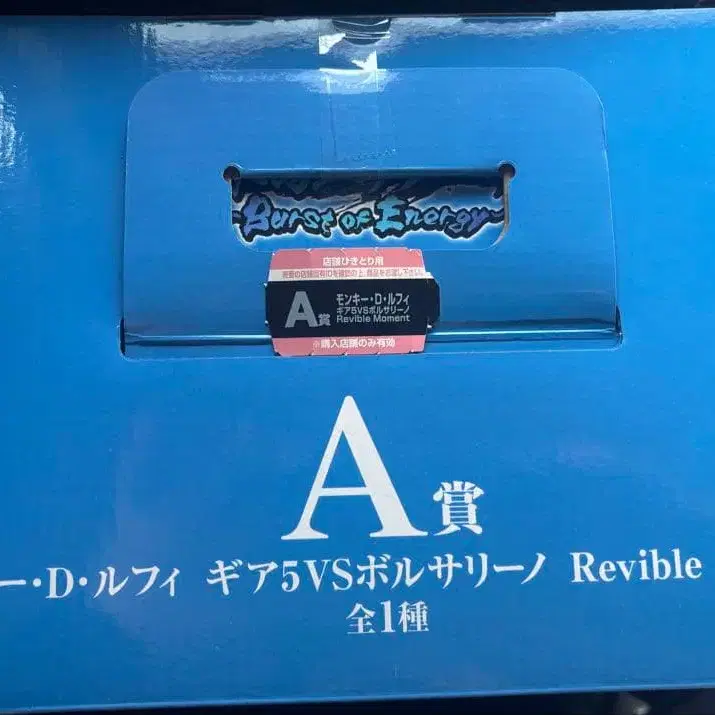 Burst of Energy
店頭ひきとり用
A賞
モンキー・D・ルフィ
ギア5VSボルサリーノ
Revible Moment
※購入店舗のみ有効
A賞
ー・D・ルフィ ギア5VSボルサリーノ Revible
全1種